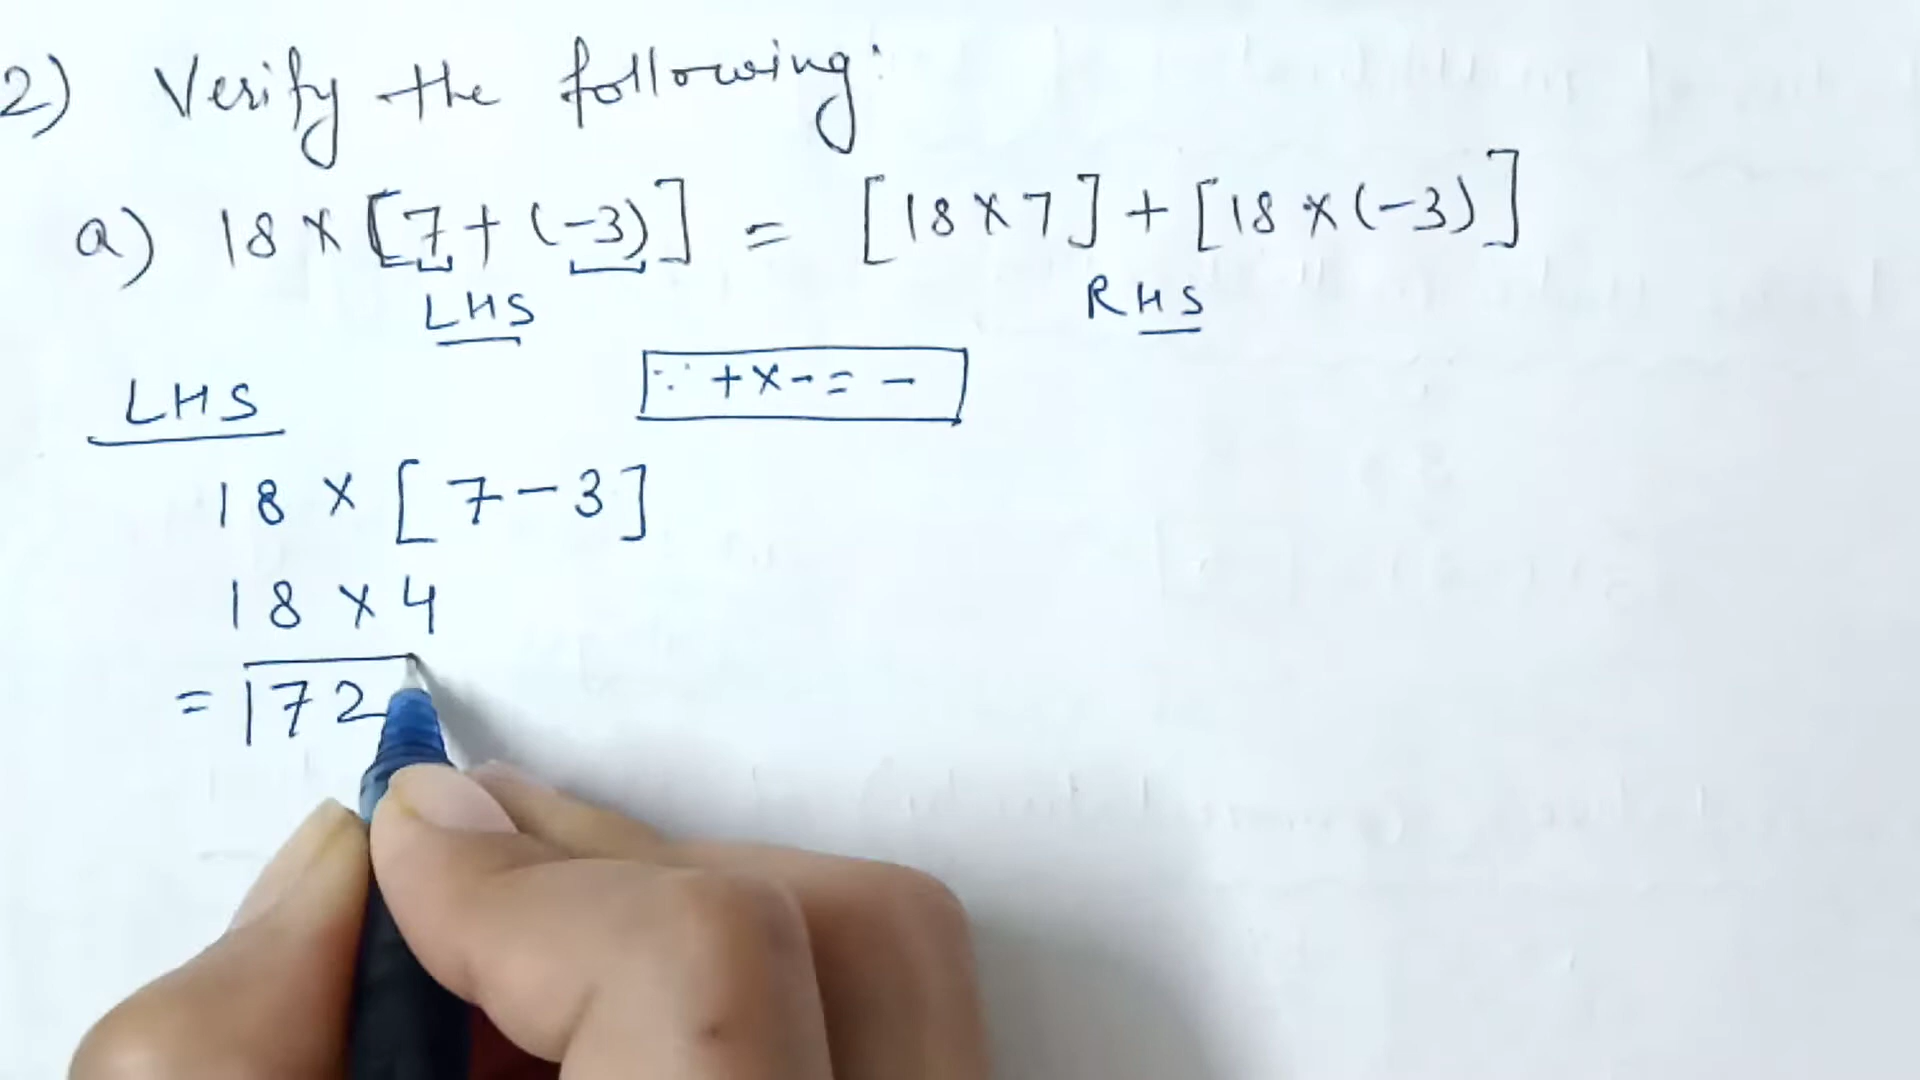 2) Verify the following:
a) 18 × [7 + (-3)] = [18 × 7] + [18 × (-3)]
LHS RHS
∵ + × - = -
LHS
18 × [7 - 3]
18 × 4
= 72